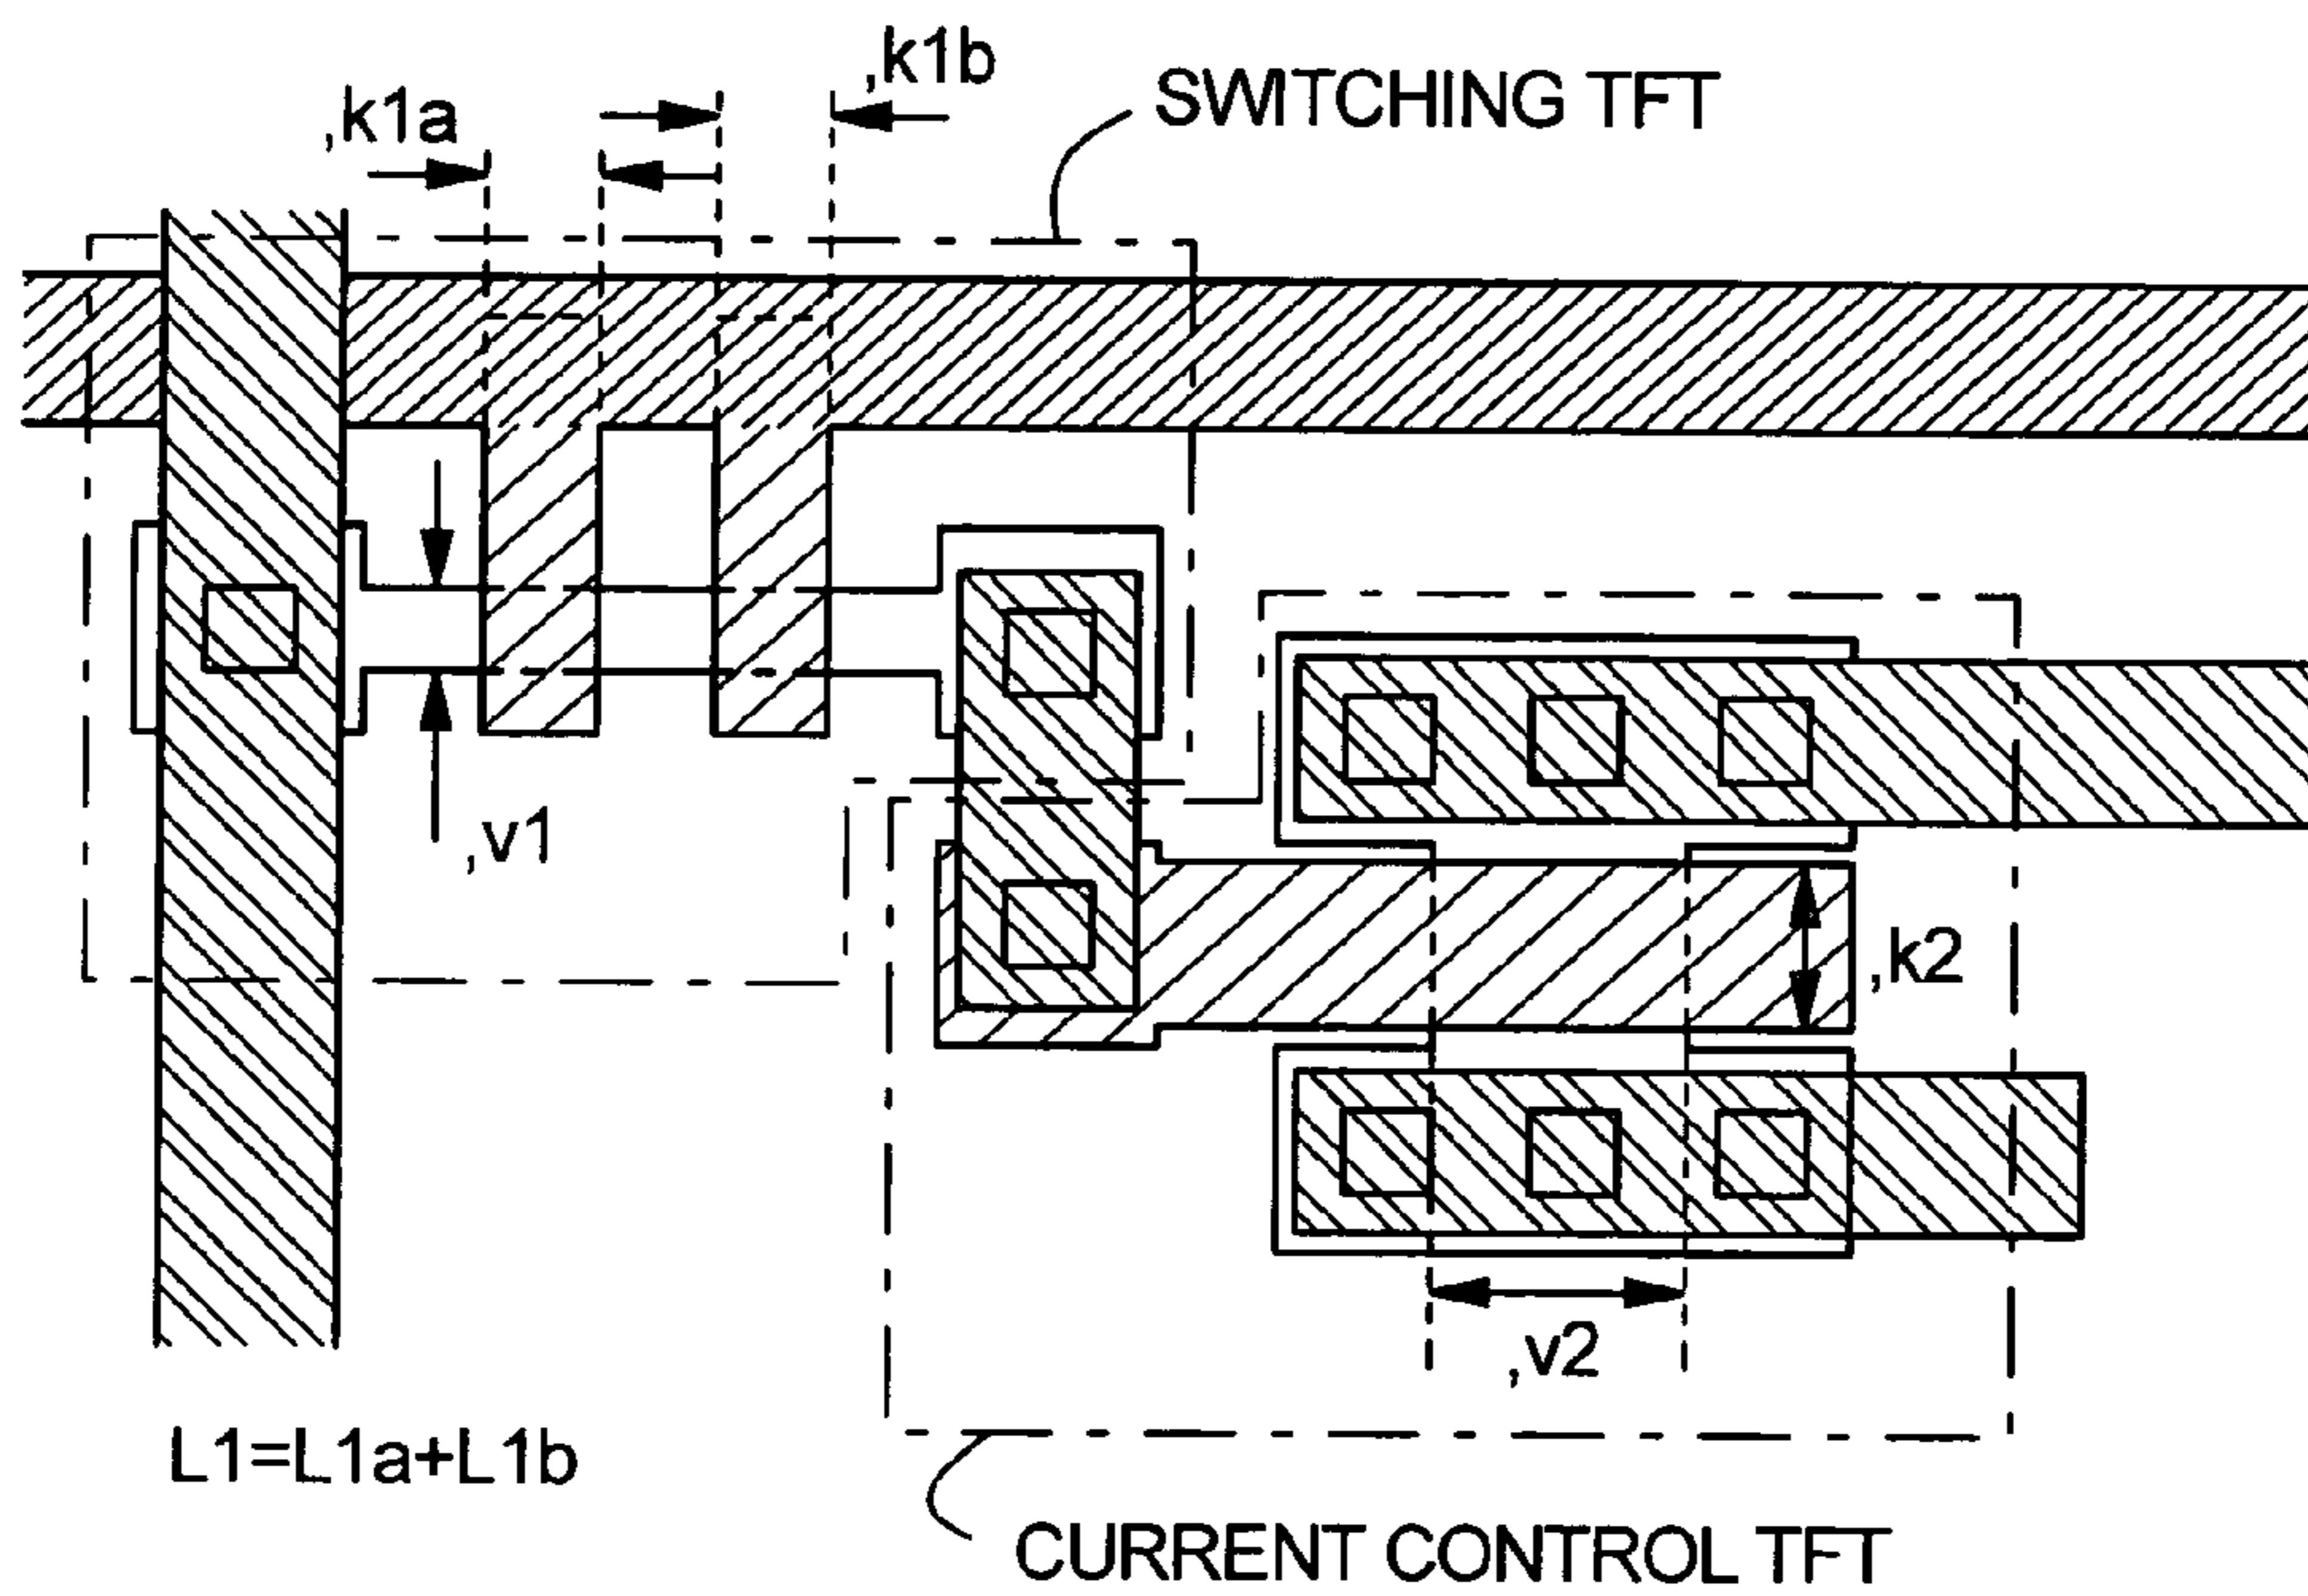 ,k1b
SWITCHING TFT
,k1a
,v1
,k2
,v2
L1=L1a+L1b
CURRENT CONTROL TFT